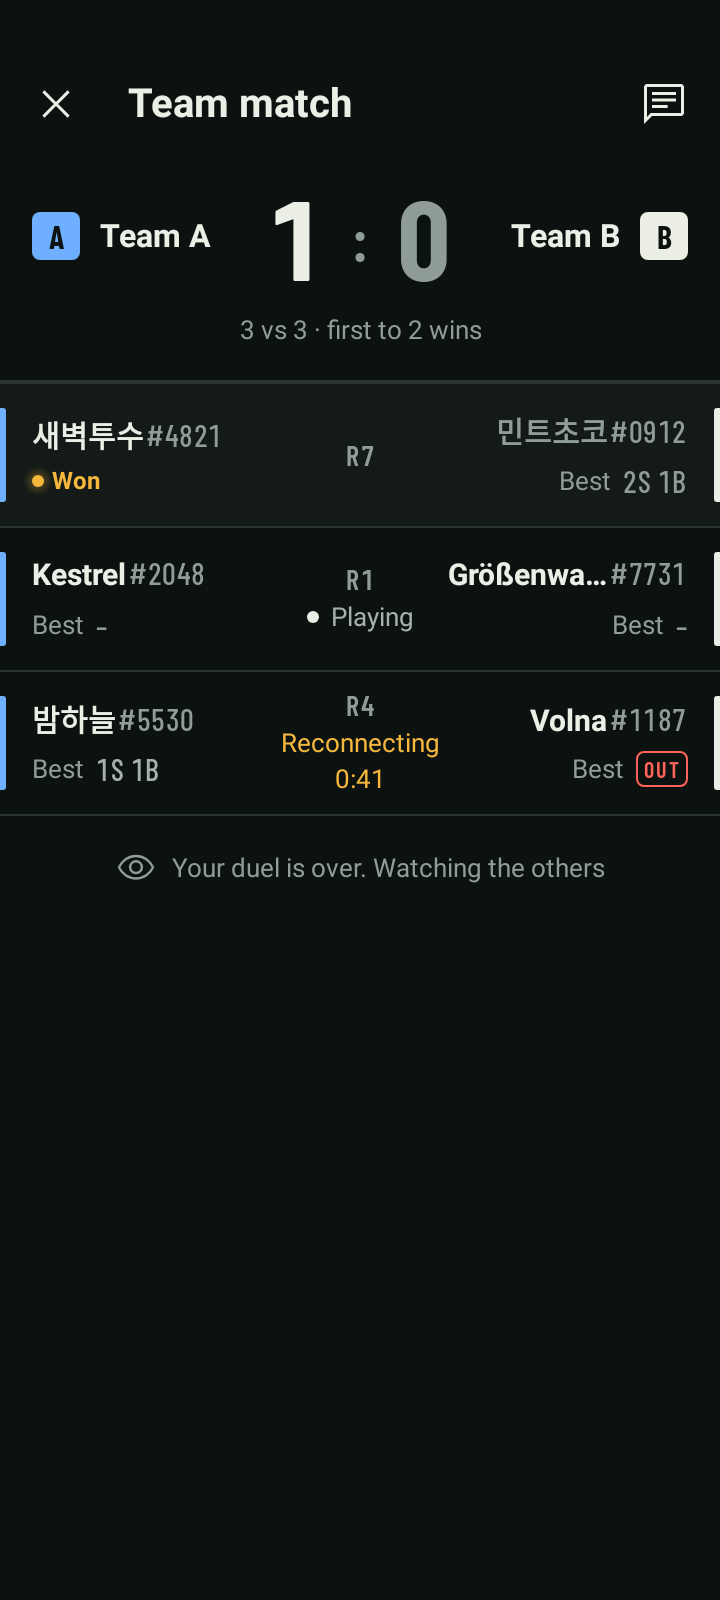 Team match
A Team A 1 : 0 Team B B
3 vs 3 · first to 2 wins
새벽투수#4821 R7 민트초코#0912
Won Best 2S 1B
Kestrel#2048 R1 Größenwa...#7731
Best - Playing Best -
밤하늘#5530 R4 Volna#1187
Best 1S 1B Reconnecting Best OUT
0:41
Your duel is over. Watching the others